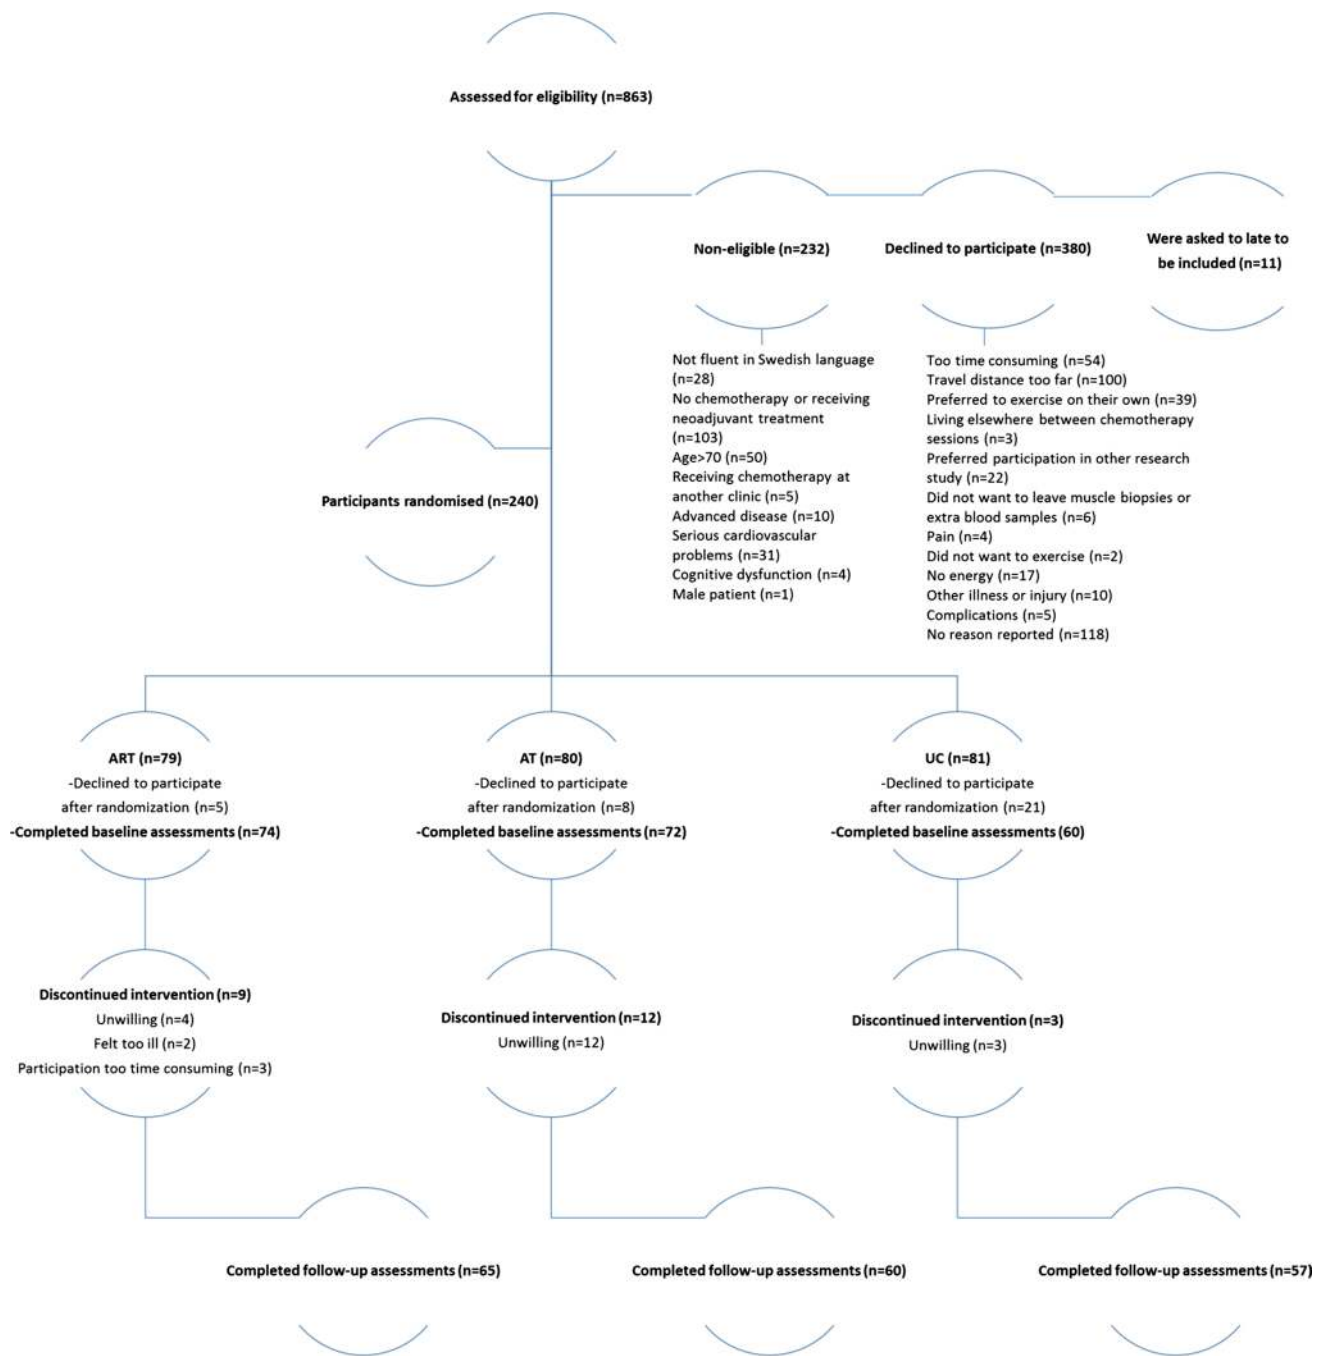 Assessed for eligibility (n=863)
Non-eligible (n=232)
Declined to participate (n=380)
Were asked to late to
be included (n=11)
Not fluent in Swedish language
(n=28)
No chemotherapy or receiving
neoadjuvant treatment
(n=103)
Age>70 (n=50)
Receiving chemotherapy at
another clinic (n=5)
Advanced disease (n=10)
Serious cardiovascular
problems (n=31)
Cognitive dysfunction (n=4)
Male patient (n=1)
Too time consuming (n=54)
Travel distance too far (n=100)
Preferred to exercise on their own (n=39)
Living elsewhere between chemotherapy
sessions (n=3)
Preferred participation in other research
study (n=22)
Did not want to leave muscle biopsies or
extra blood samples (n=6)
Pain (n=4)
Did not want to exercise (n=2)
No energy (n=17)
Other illness or injury (n=10)
Complications (n=5)
No reason reported (n=118)
Participants randomised (n=240)
ART (n=79)
-Declined to participate
after randomization (n=5)
-Completed baseline assessments (n=74)
AT (n=80)
-Declined to participate
after randomization (n=8)
-Completed baseline assessments (n=72)
UC (n=81)
-Declined to participate
after randomization (n=21)
-Completed baseline assessments (60)
Discontinued intervention (n=9)
Unwilling (n=4)
Felt too ill (n=2)
Participation too time consuming (n=3)
Discontinued intervention (n=12)
Unwilling (n=12)
Discontinued intervention (n=3)
Unwilling (n=3)
Completed follow-up assessments (n=65)
Completed follow-up assessments (n=60)
Completed follow-up assessments (n=57)